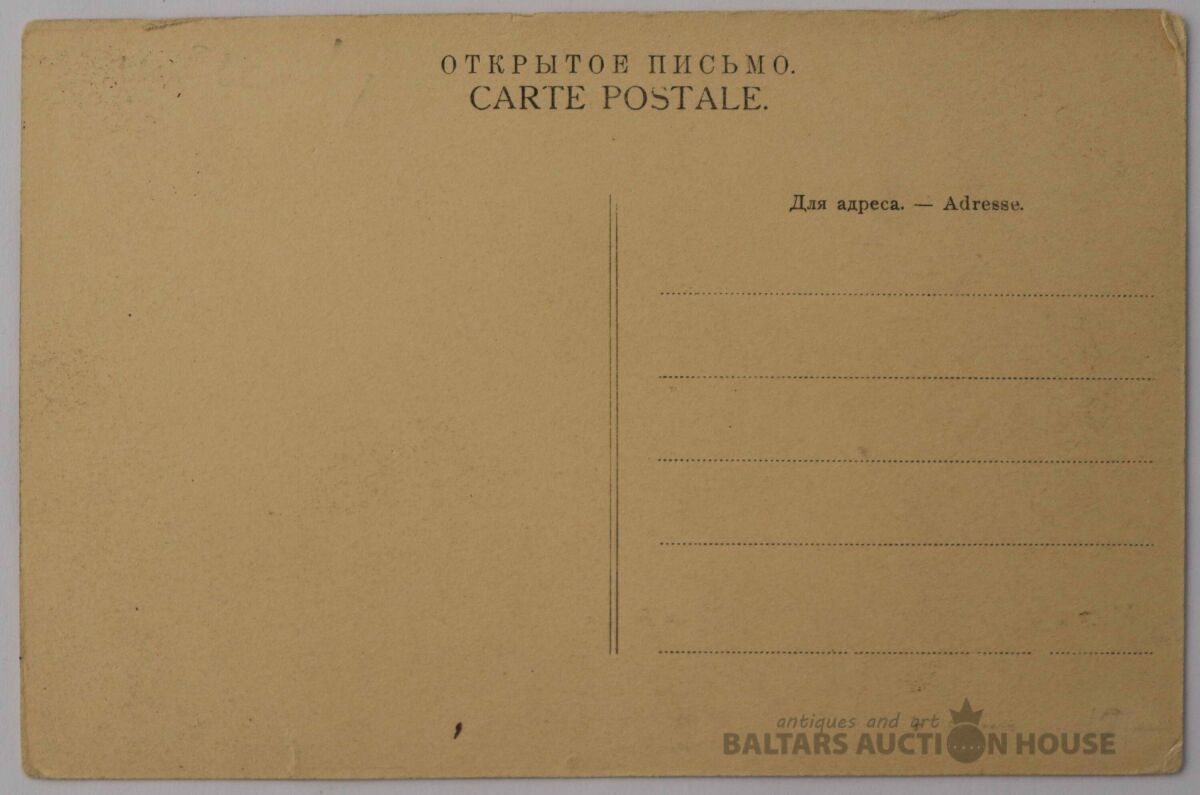 ОТКРЫТОЕ ПИСЬМО.
CARTE POSTALE.
Для адреса. — Adresse.
antiques and art
BALTARS AUCTION HOUSE